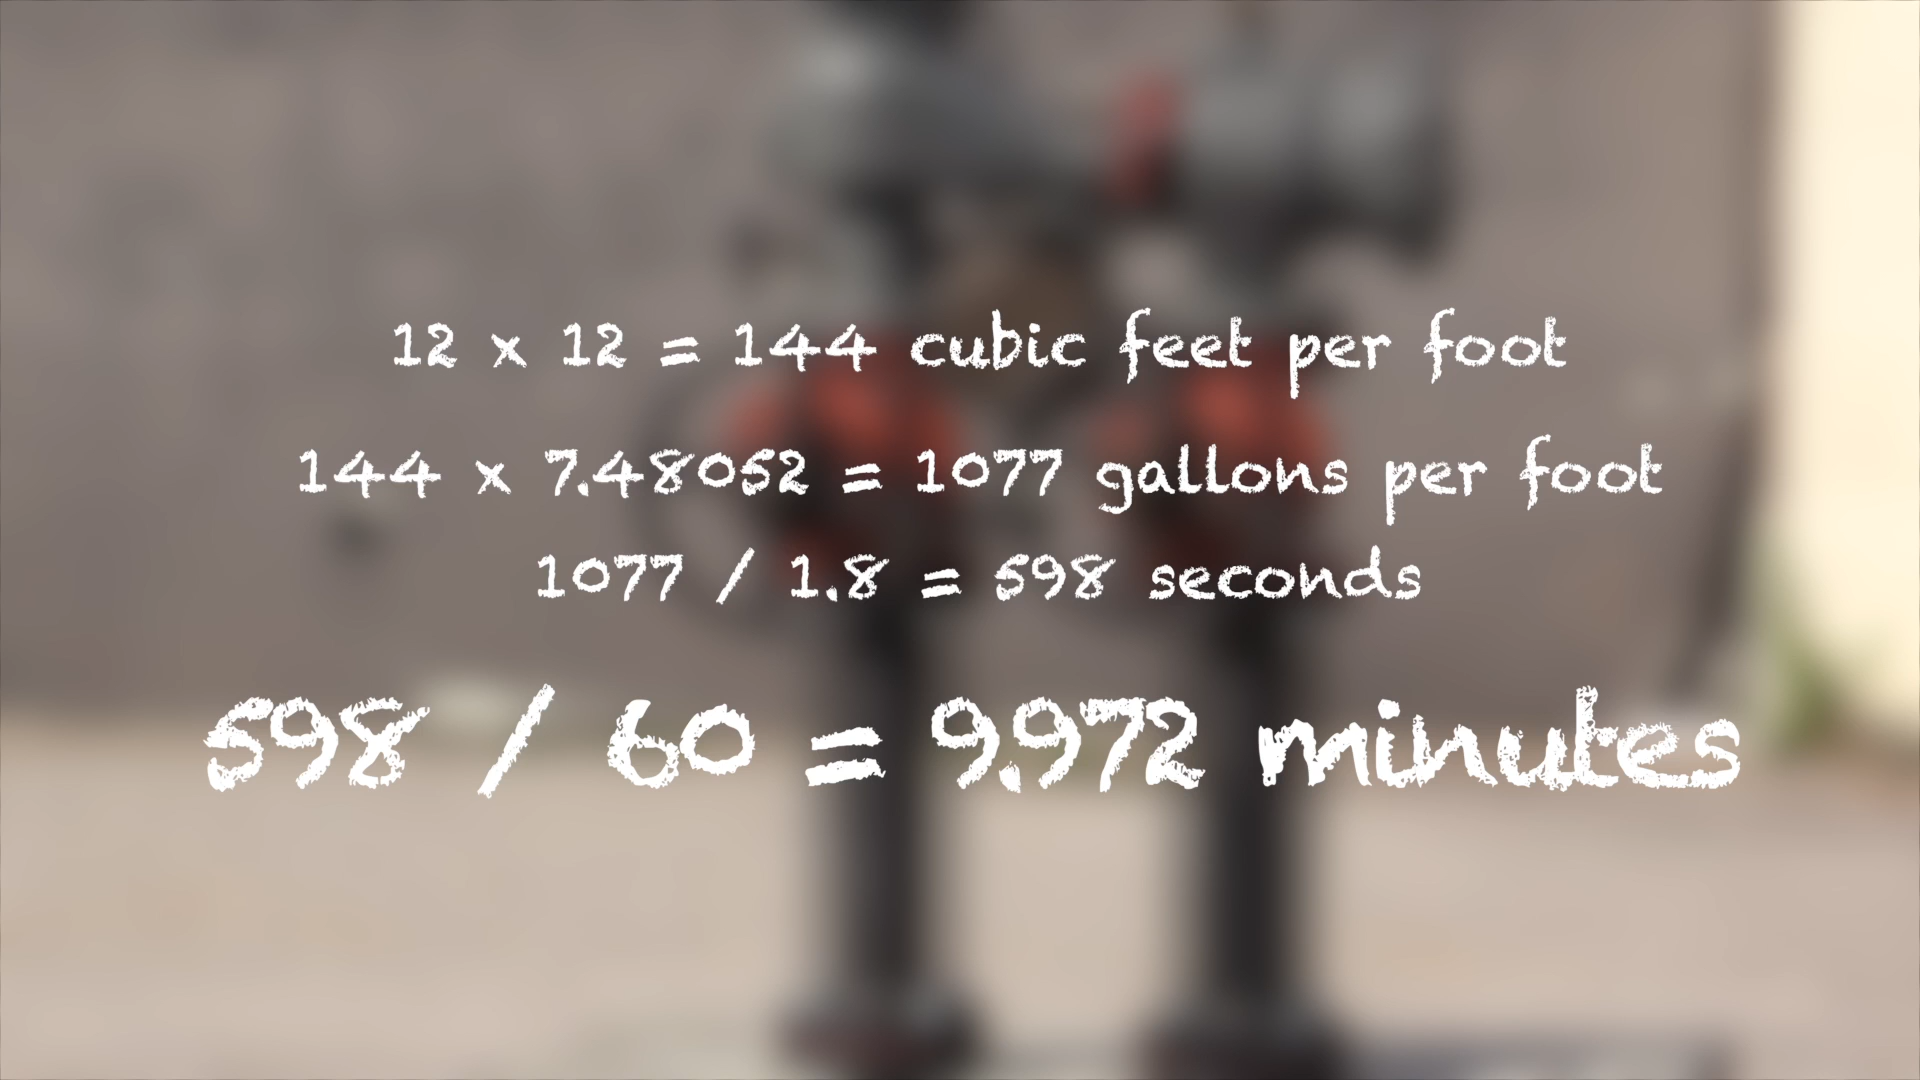 12 x 12 = 144 cubic feet per foot
144 x 7.48052 = 1077 gallons per foot
1077 / 1.8 = 598 seconds
598 / 60 = 9.972 minutes